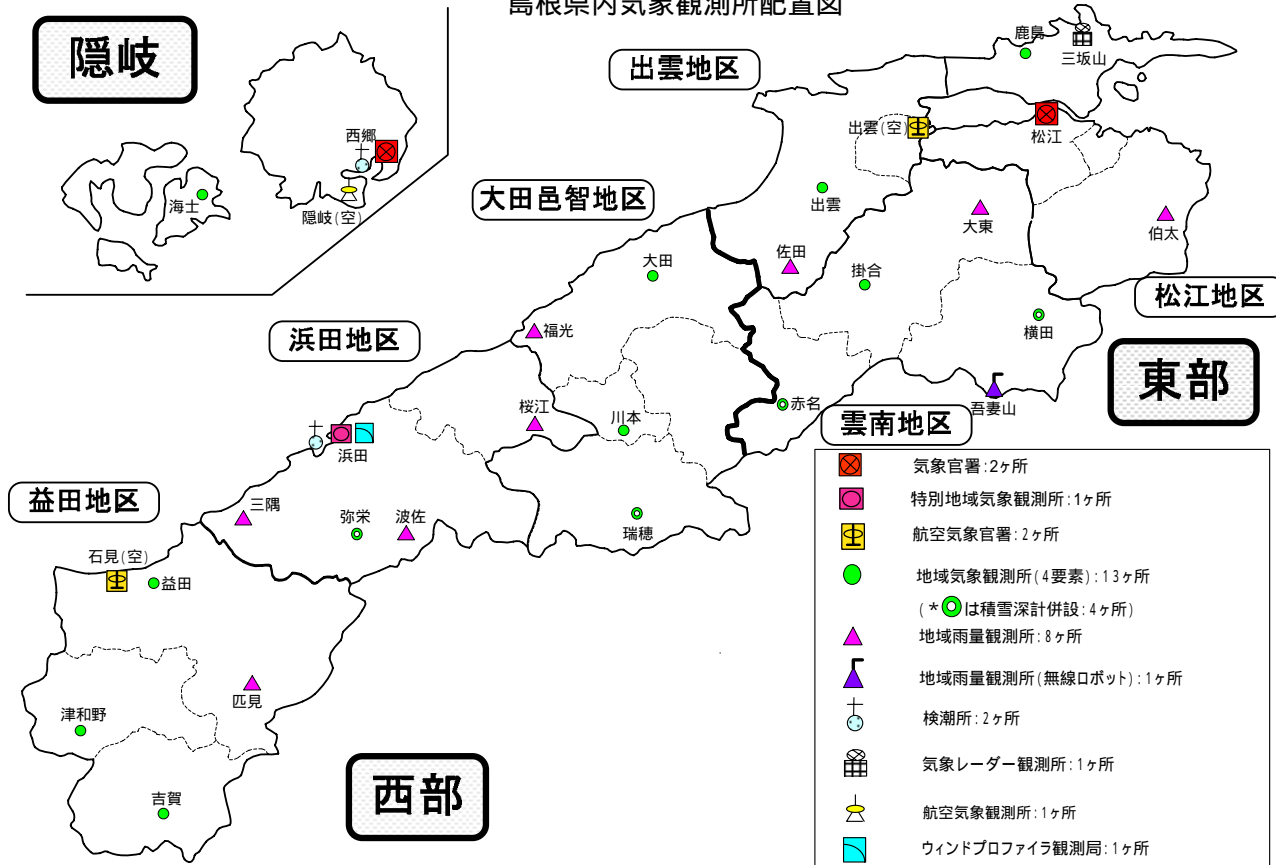 島根県内気象観測所配置図
隠岐
西郷
海士
隠岐(空)
出雲地区
鹿島
三坂山
出雲(空)
松江
大田邑智地区
出雲
大東
伯太
佐田
大田
掛合
松江地区
浜田地区
福光
横田
東部
桜江
川本
赤名
吾妻山
雲南地区
浜田
益田地区
三隅
弥栄
波佐
瑞穂
石見(空)
益田
匹見
津和野
吉賀
西部
気象官署:2ヶ所
特別地域気象観測所:1ヶ所
航空気象官署:2ヶ所
地域気象観測所(4要素):13ヶ所
(*◎は積雪深計併設:4ヶ所)
地域雨量観測所:8ヶ所
地域雨量観測所(無線ロボット):1ヶ所
検潮所:2ヶ所
気象レーダー観測所:1ヶ所
航空気象観測所:1ヶ所
ウィンドプロファイラ観測局:1ヶ所